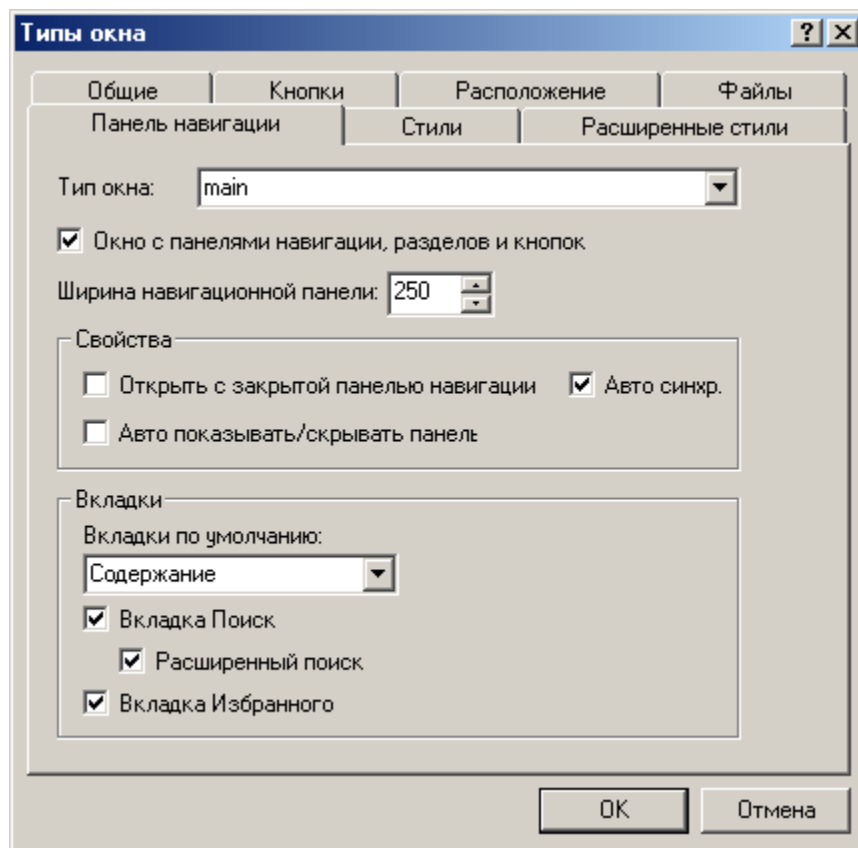 Типы окна
Общие Кнопки Расположение Файлы
Панель навигации Стили Расширенные стили
Тип окна: main
Окно с панелями навигации, разделов и кнопок
Ширина навигационной панели: 250
Свойства
Открыть с закрытой панелью навигации Авто синхр.
Авто показывать/скрывать панель
Вкладки
Вкладки по умолчанию:
Содержание
Вкладка Поиск
Расширенный поиск
Вкладка Избранного
OK Отмена